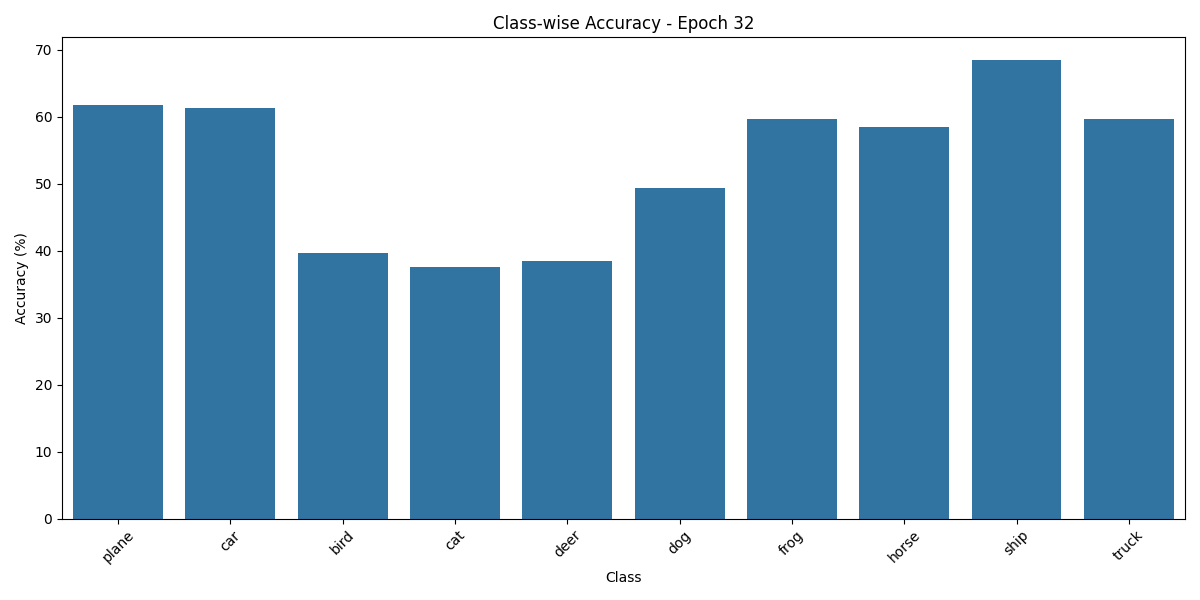 Class-wise Accuracy - Epoch 32
Accuracy (%)
70
60
50
40
30
20
10
0
plane
car
bird
cat
deer
dog
frog
horse
ship
truck
Class